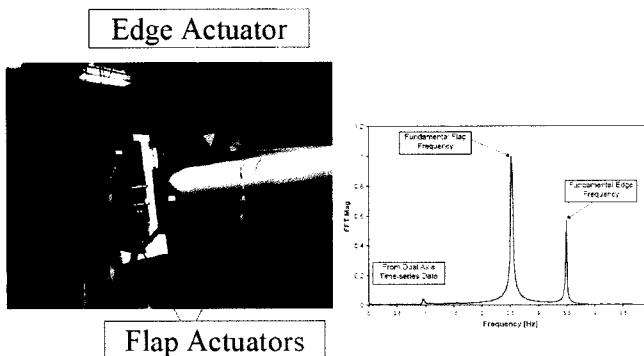 Edge Actuator
Flap Actuators
Fundamental Flap
Frequency
Fundamental Edge
Frequency
From Dual Axis
Time-series Data
FFT Mag
Frequency [Hz]